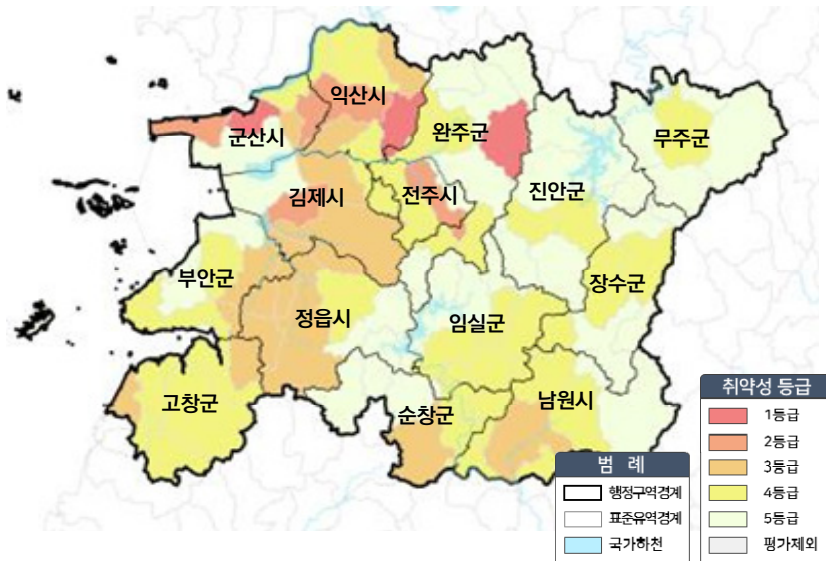 익산시
군산시
완주군
무주군
김제시
전주시
진안군
부안군
장수군
정읍시
임실군
고창군
순창군
남원시
범 례
행정구역경계
표준유역경계
국가하천
취약성 등급
1등급
2등급
3등급
4등급
5등급
평가제외